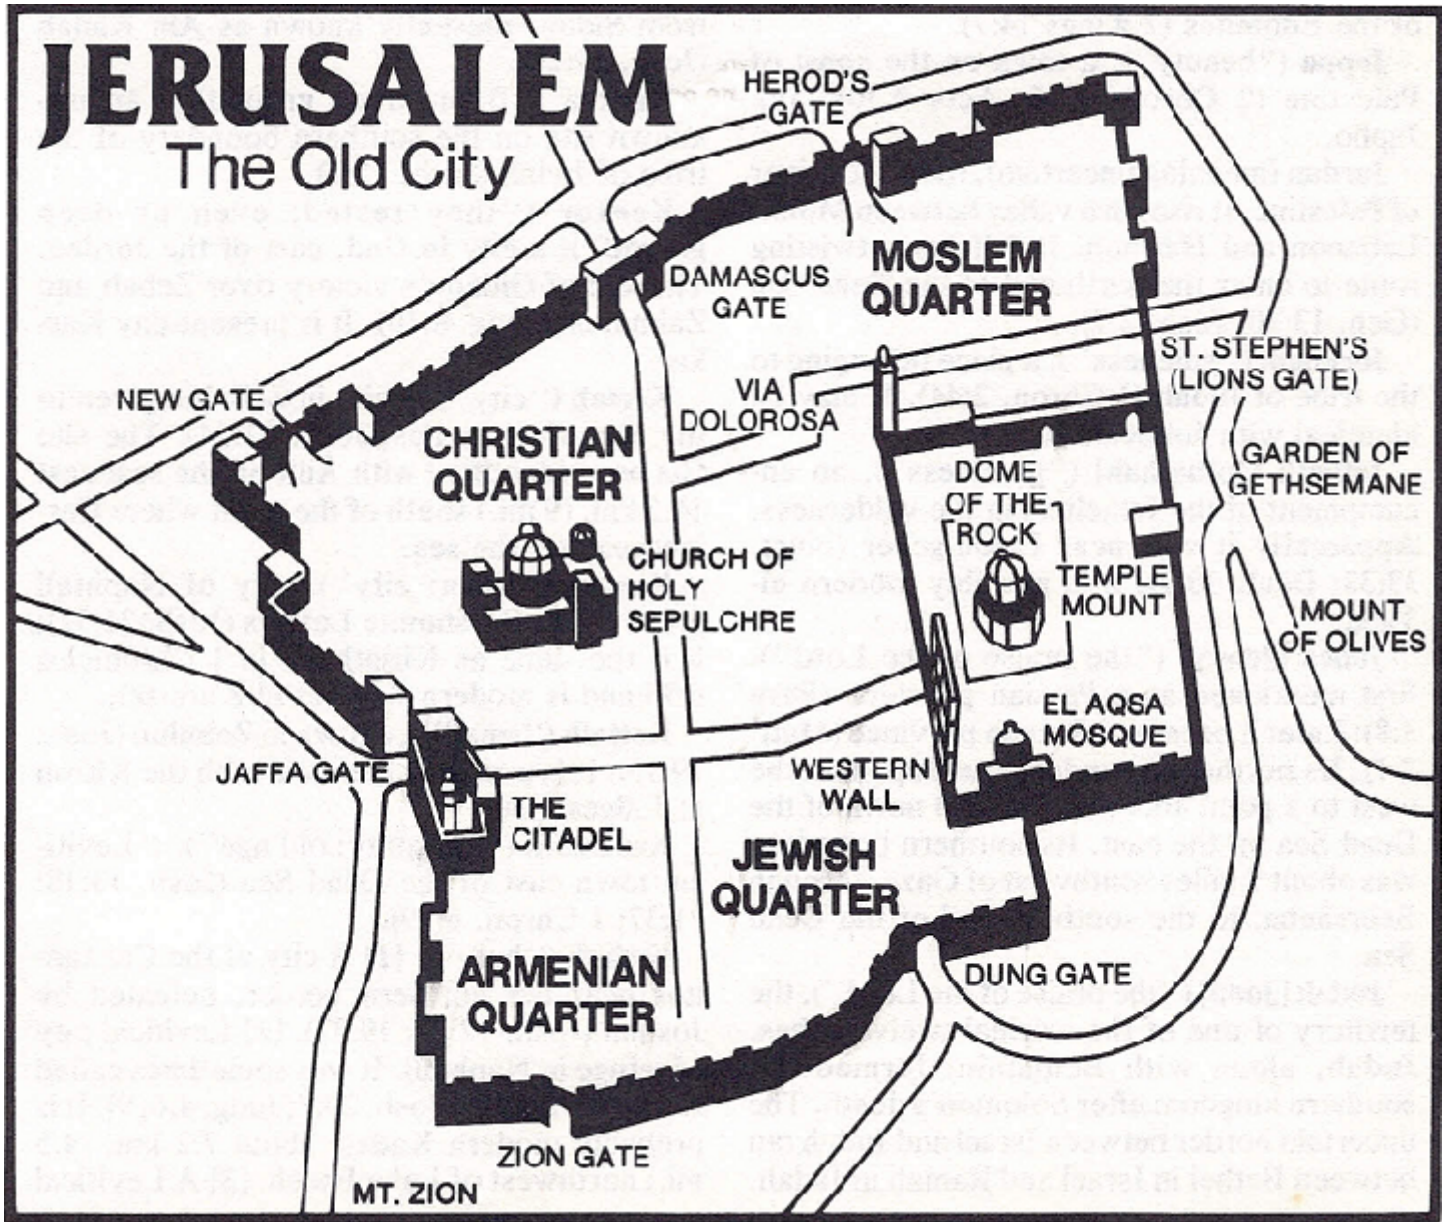 JERUSALEM
The Old City
HEROD'S
GATE
MOSLEM
QUARTER
DAMASCUS
GATE
ST. STEPHEN'S
(LIONS GATE)
VIA
DOLOROSA
NEW GATE
CHRISTIAN
QUARTER
DOME
OF THE
ROCK
GARDEN OF
GETHSEMANE
CHURCH OF
HOLY
SEPULCHRE
TEMPLE
MOUNT
MOUNT
OF OLIVES
EL AQSA
MOSQUE
JAFFA GATE
WESTERN
WALL
THE
CITADEL
JEWISH
QUARTER
ARMENIAN
QUARTER
DUNG GATE
ZION GATE
MT. ZION